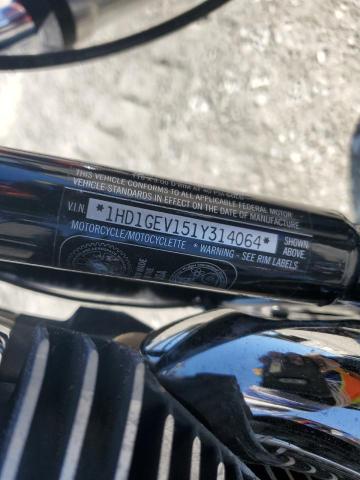 THIS VEHICLE CONFORMS TO ALL APPLICABLE FEDERAL MOTOR
VEHICLE STANDARDS IN EFFECT ON THE DATE OF MANUFACTURE
V.I.N. *1HD1GEV151Y314064* SHOWN ABOVE
MOTORCYCLE/MOTOCYCLETTE * WARNING - SEE RIM LABELS